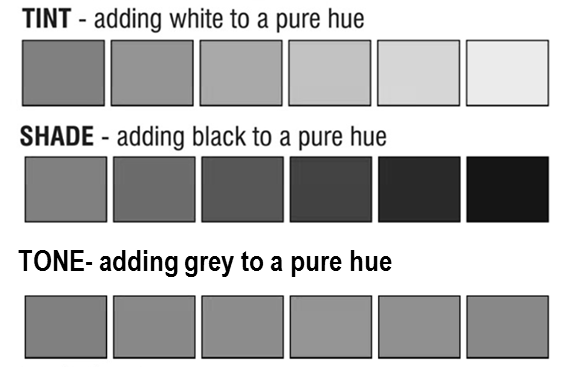 TINT - adding white to a pure hue
SHADE - adding black to a pure hue
TONE- adding grey to a pure hue